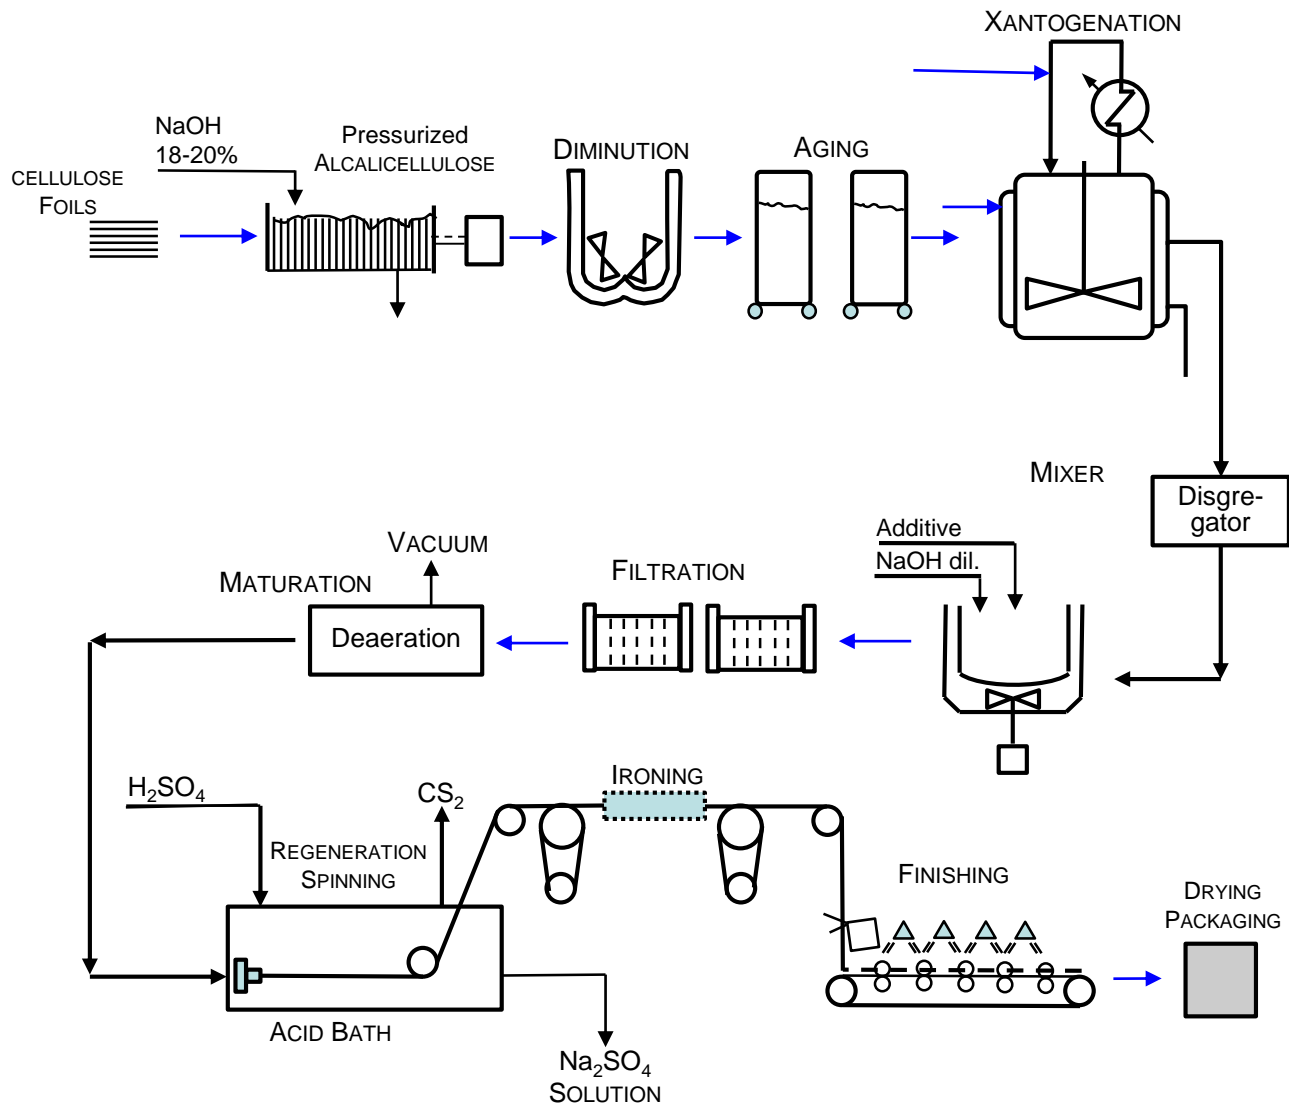 XANTOGENATION
NaOH
18-20%
Pressurized
ALCALICELLULOSE
DIMINUTION
AGING
CELLULOSE
FOILS
MIXER
Disgre-
gator
Additive
NaOH dil.
VACUUM
FILTRATION
MATURATION
Deaeration
H₂SO₄
CS₂
IRONING
REGENERATION
SPINNING
FINISHING
DRYING
PACKAGING
ACID BATH
Na₂SO₄
SOLUTION